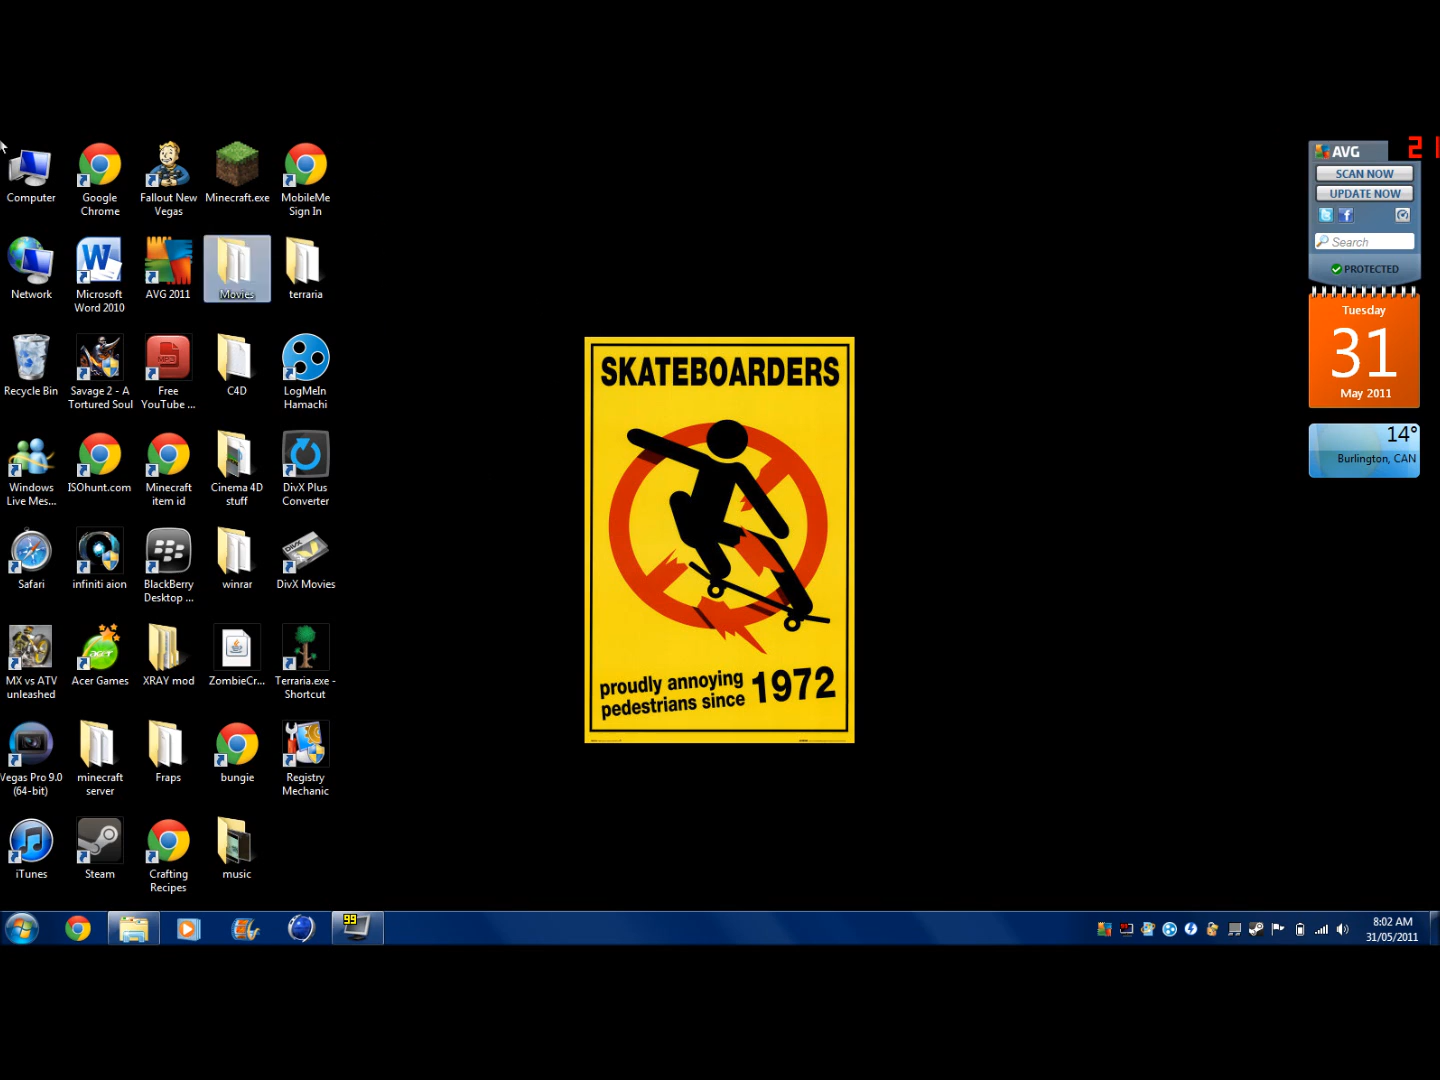 Computer
Google
Chrome
Fallout New
Vegas
Minecraft.exe
MobileMe
Sign In
Network
Microsoft
Word 2010
AVG 2011
Movies
terraria
Recycle Bin
Savage 2 - A
Tortured Soul
Free
YouTube ...
MP3
C4D
LogMeIn
Hamachi
Windows
Live Mes...
ISOhunt.com
Minecraft
item id
Cinema 4D
stuff
DivX Plus
Converter
Safari
infiniti aion
BlackBerry
Desktop ...
winrar
DivX Movies
MX vs ATV
unleashed
acer
Acer Games
XRAY mod
ZombieCr...
Terraria.exe -
Shortcut
Vegas Pro 9.0
(64-bit)
minecraft
server
Fraps
bungie
Registry
Mechanic
iTunes
Steam
Crafting
Recipes
music
SKATEBOARDERS
proudly annoying
pedestrians since
1972
AVG
21
SCAN NOW
UPDATE NOW
Search
PROTECTED
Tuesday
31
May 2011
14°
Burlington, CAN
99
8:02 AM
31/05/2011